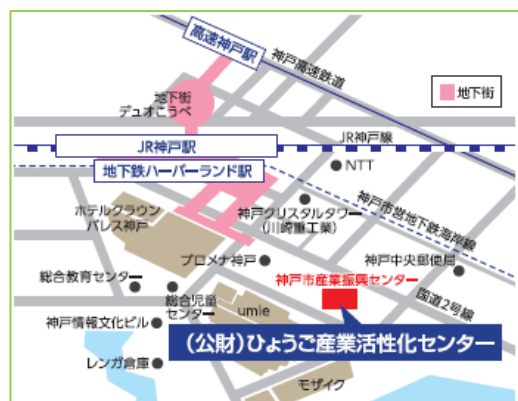 高速神戸駅
神戸高速鉄道
地下街
デュオこうべ
地下街
JR神戸線
JR神戸駅
NTT
地下鉄ハーバーランド駅
神戸市営地下鉄海岸線
ホテルクラウン
パレス神戸
神戸クリスタルタワー
(川崎重工業)
プロメナ神戸
神戸中央郵便局
総合教育センター
神戸市産業振興センター
総合児童
センター
umie
国道2号線
神戸情報文化ビル
(公財)ひょうご産業活性化センター
レンガ倉庫
モザイク